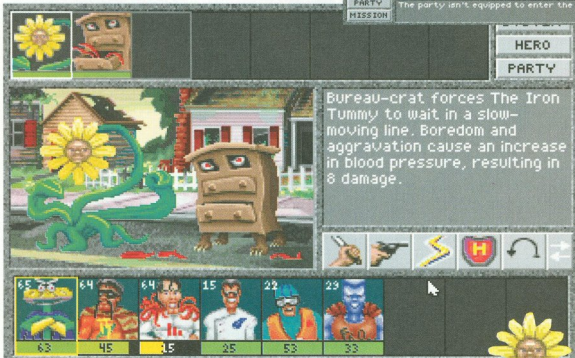 PARTY
The party isn't equipped to enter the
MISSION
HERO
PARTY
Bureau-crat forces The Iron
Tummy to wait in a slow-
moving line. Boredom and
aggravation cause an increase
in blood pressure, resulting in
8 damage.
H
65 64 64 15 22 29
63 45 15 25 53 33